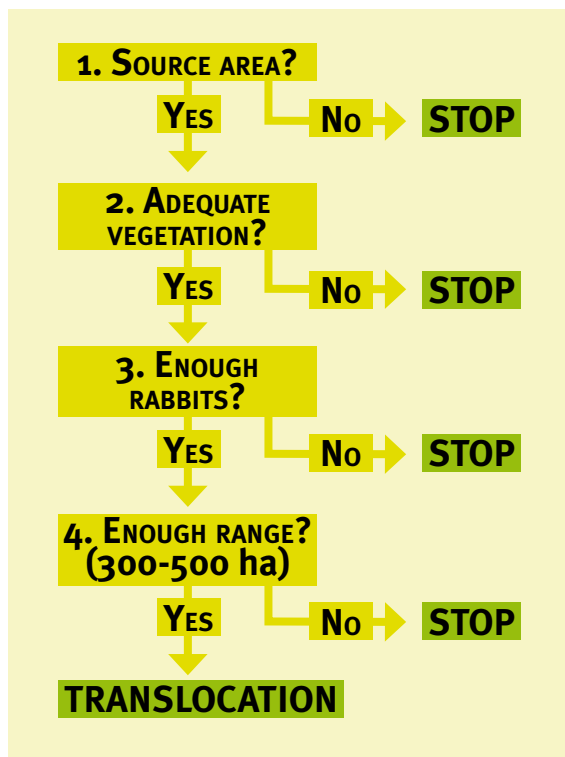 1. Source area?
Yes
No
STOP
2. Adequate
vegetation?
Yes
No
STOP
3. Enough
rabbits?
Yes
No
STOP
4. Enough range?
(300-500 ha)
Yes
No
STOP
TRANSLOCATION